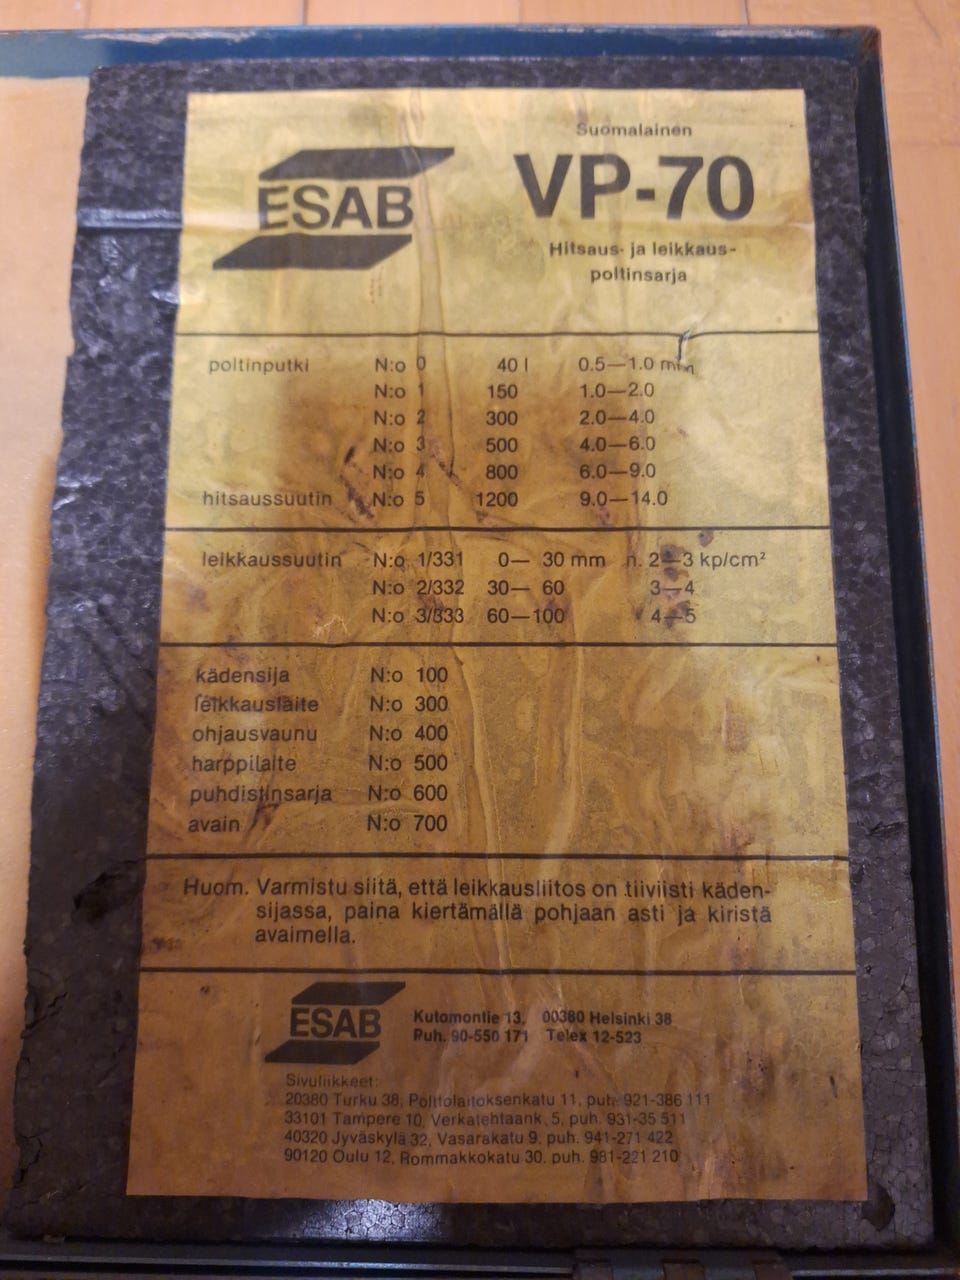 ESAB
Suomalainen
VP-70
Hitsaus- ja leikkaus-
poltinsarja
poltinputki N:o 0 40 l 0.5—1.0 mm
N:o 1 150 1.0—2.0
N:o 2 300 2.0—4.0
N:o 3 500 4.0—6.0
N:o 4 800 6.0—9.0
hitsaussuutin N:o 5 1200 9.0—14.0
leikkaussuutin N:o 1/331 0— 30 mm n. 2—3 kp/cm²
N:o 2/332 30— 60 3—4
N:o 3/333 60—100 4—5
kädensija N:o 100
leikkauslaite N:o 300
ohjausvaunu N:o 400
harppilaite N:o 500
puhdistinsarja N:o 600
avain N:o 700
Huom. Varmistu siitä, että leikkausliitos on tiiviisti käden-
sijassa, paina kiertämällä pohjaan asti ja kiristä
avaimella.
ESAB
Kutomontie 13, 00380 Helsinki 38
Puh. 90-550 171 Telex 12-523
Sivuliikkeet:
20380 Turku 38, Polttolaitoksenkatu 11, puh. 921-386 111
33101 Tampere 10, Verkatehtaank. 5, puh. 931-35 511
40320 Jyväskylä 32, Vasarakatu 9, puh. 941-271 422
90120 Oulu 12, Rommakkokatu 30, puh. 981-221 210